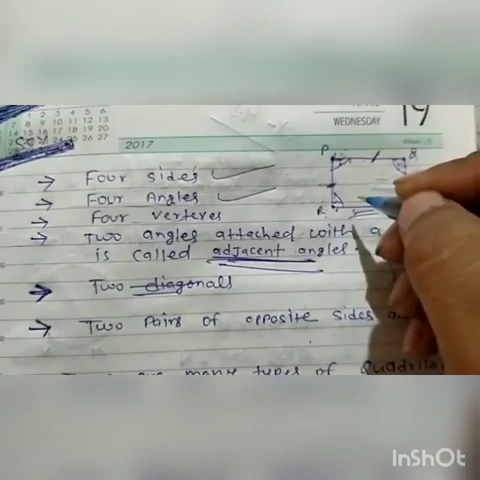 WEDNESDAY
19
2017
P
→ Four sides
→ Four Angles
→ Four vertexes
R
→ Two angles attached with a
is called adjacent angles
→ Two diagonals
→ Two Pairs of opposite sides
many types of Quadrilat
InShOt